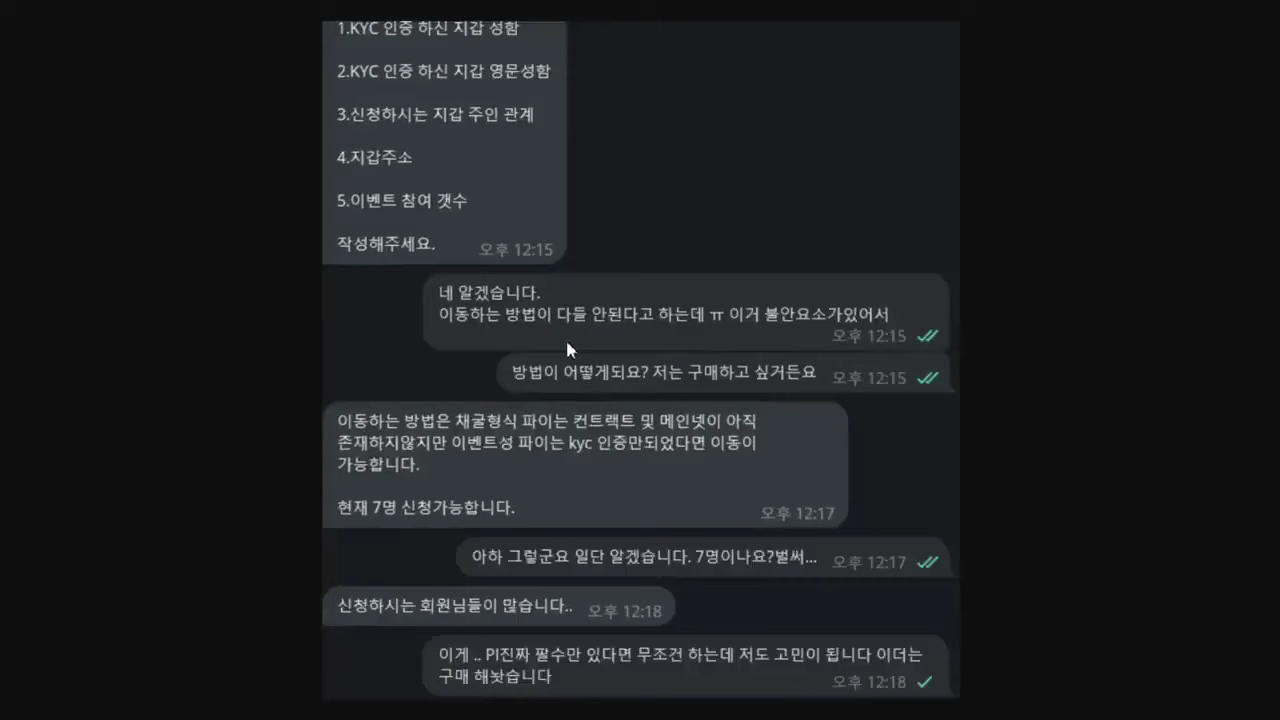 1.KYC 인증 하신 지갑 성함
2.KYC 인증 하신 지갑 영문성함
3.신청하시는 지갑 주인 관계
4.지갑주소
5.이벤트 참여 갯수
작성해주세요.
오후 12:15
네 알겠습니다.
이동하는 방법이 다들 안된다고 하는데 ㅠ 이거 불안요소가있어서
오후 12:15
방법이 어떻게되요? 저는 구매하고 싶거든요
오후 12:15
이동하는 방법은 채굴형식 파이는 컨트랙트 및 메인넷이 아직
존재하지않지만 이벤트성 파이는 kyc 인증만되었다면 이동이
가능합니다.
현재 7명 신청가능합니다.
오후 12:17
아하 그렇군요 일단 알겠습니다. 7명이나요?벌써...
오후 12:17
신청하시는 회원님들이 많습니다..
오후 12:18
이게 .. PI진짜 팔수만 있다면 무조건 하는데 저도 고민이 됩니다 이더는
구매 해놧습니다
오후 12:18